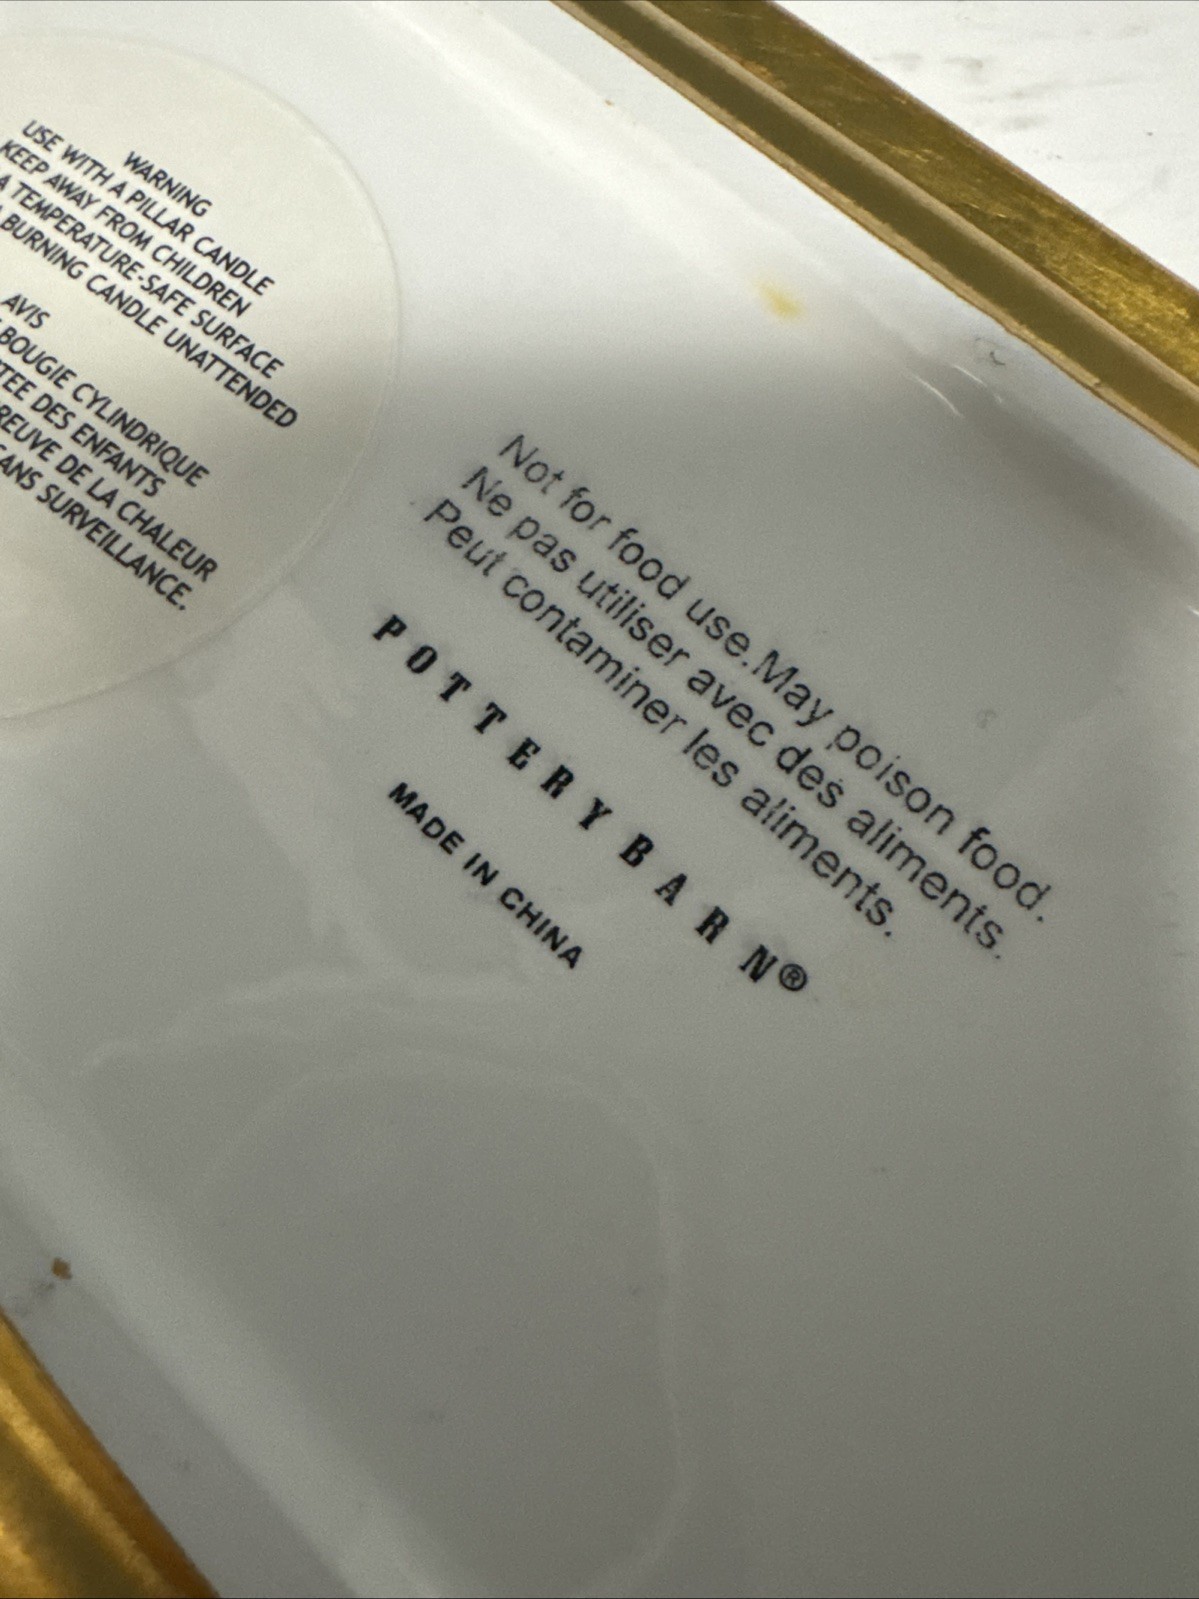 WARNING
USE WITH A PILLAR CANDLE
KEEP AWAY FROM CHILDREN
A TEMPERATURE-SAFE SURFACE
BURNING CANDLE UNATTENDED
AVIS
BOUGIE CYLINDRIQUE
DES ENFANTS
DE LA CHALEUR
SURVEILLANCE.
Not for food use.May poison food.
Ne pas utiliser avec des aliments.
Peut contaminer les aliments.
POTTERY BARN®
MADE IN CHINA